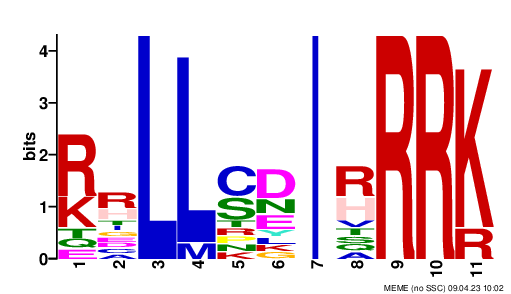 4
3
2
1
0
bits
R
K
T
Q
E
R
H
T
G
E
L
L
M
C
S
T
R
P
N
K
D
N
E
Y
L
K
G
I
R
H
V
T
S
Q
A
R
R
K
R
1 2 3 4 5 6 7 8 9 10 11
MEME (no SSC) 09.04.23 10:02